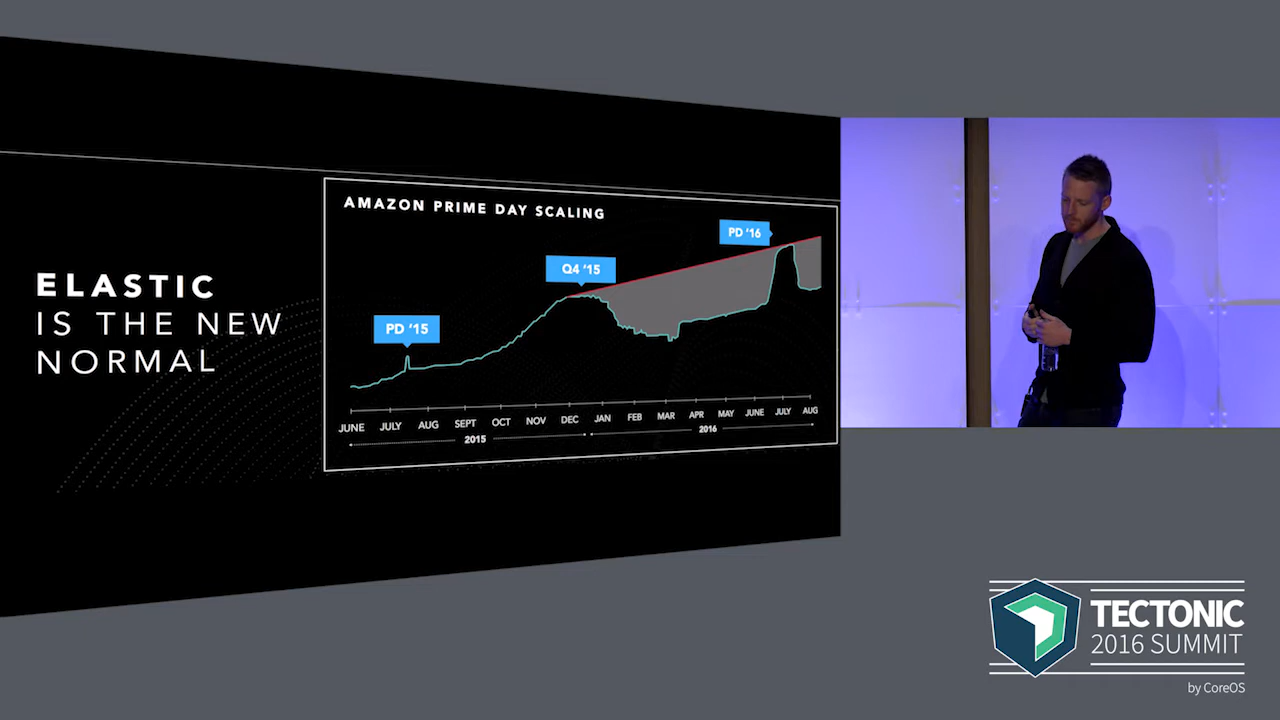 ELASTIC
IS THE NEW
NORMAL
AMAZON PRIME DAY SCALING
PD '15
Q4 '15
PD '16
JUNE JULY AUG SEPT OCT NOV DEC JAN FEB MAR APR MAY JUNE JULY AUG
2015 2016
TECTONIC
2016 SUMMIT
by CoreOS